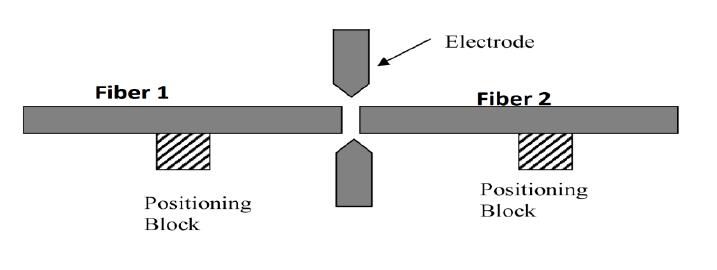 Electrode
Fiber 1
Fiber 2
Positioning
Block
Positioning
Block